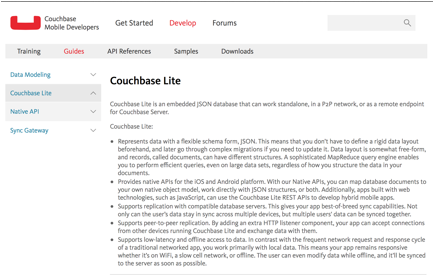 Couchbase
Mobile Developers
Get Started
Develop
Forums
Training
Guides
API References
Samples
Downloads
Data Modeling
Couchbase Lite
Native API
Sync Gateway
Couchbase Lite
Couchbase Lite is an embedded JSON database that can work standalone, in a P2P network, or as a remote endpoint
for Couchbase Server.
Couchbase Lite:
• Represents data with a flexible schema form, JSON. This means that you don't have to define a rigid data layout
beforehand, and later go through complex migrations if you need to update it. Data layout is somewhat free-form,
and records, called documents, can have different structures. A sophisticated MapReduce query engine enables
you to perform efficient queries, even on large data sets, regardless of how you structure the data in your
documents.
• Provides native APIs for the iOS and Android platform. With our Native APIs, you can map database documents to
your own native object model, work directly with JSON structures, or both. Additionally, apps built with web
technologies, such as JavaScript, can use the Couchbase Lite REST APIs to develop hybrid mobile apps.
• Supports replication with compatible database servers. This gives your app best-of-breed sync capabilities. Not
only can the user's data stay in sync across multiple devices, but multiple users' data can be synced together.
• Supports peer-to-peer replication. By adding an extra HTTP listener component, your app can accept connections
from other devices running Couchbase Lite and exchange data with them.
• Supports low-latency and offline access to data. In contrast with the frequent network request and response cycle
of a traditional networked app, you work primarily with local data. This means your app remains responsive
whether it's on WiFi, a slow cell network, or offline. The user can even modify data while offline, and it'll be synced
to the server as soon as possible.